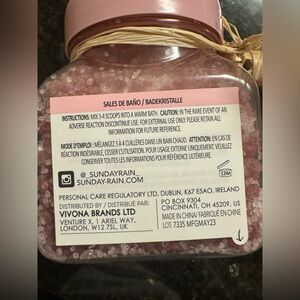 SALES DE BAÑO / BADEKRISTALLE
INSTRUCTIONS: MIX 3-4 SCOOPS INTO A WARM BATH. CAUTION: IN THE RARE EVENT OF AN
ADVERSE REACTION DISCONTINUE USE. FOR EXTERNAL USE ONLY. PLEASE RETAIN ALL
INFORMATION FOR FUTURE REFERENCE.
MODE D'EMPLOI : MÉLANGEZ 3 À 4 CUILLÈRES DANS UN BAIN CHAUD. ATTENTION: EN CAS DE
RÉACTION INDÉSIRABLE, CESSER L'UTILISATION. POUR USAGE EXTERNE UNIQUEMENT. VEUILLEZ
CONSERVER TOUTES LES INFORMATIONS POUR RÉFÉRENCE ULTÉRIEURE.
@_SUNDAYRAIN_
SUNDAY-RAIN.COM
12M
PERSONAL CARE REGULATORY LTD, DUBLIN, K67 E5A0, IRELAND
DISTRIBUTED BY / DISTRIBUÉ PAR:
VIVONA BRANDS LTD
VENTURE X, 1 ARIEL WAY,
LONDON, W12 7SL, UK
PO BOX 9304
CINCINNATI, OH 45209, US
MADE IN CHINA/ FABRIQUÉ EN CHINE
LOT: 7335 MFGMAY23